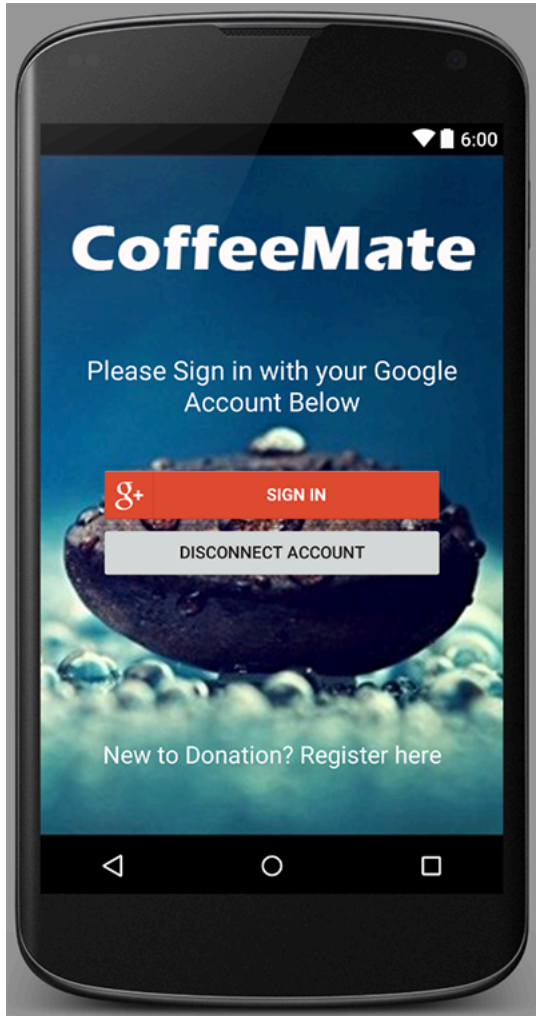 6:00
CoffeeMate
Please Sign in with your Google
Account Below
g+ SIGN IN
DISCONNECT ACCOUNT
New to Donation? Register here